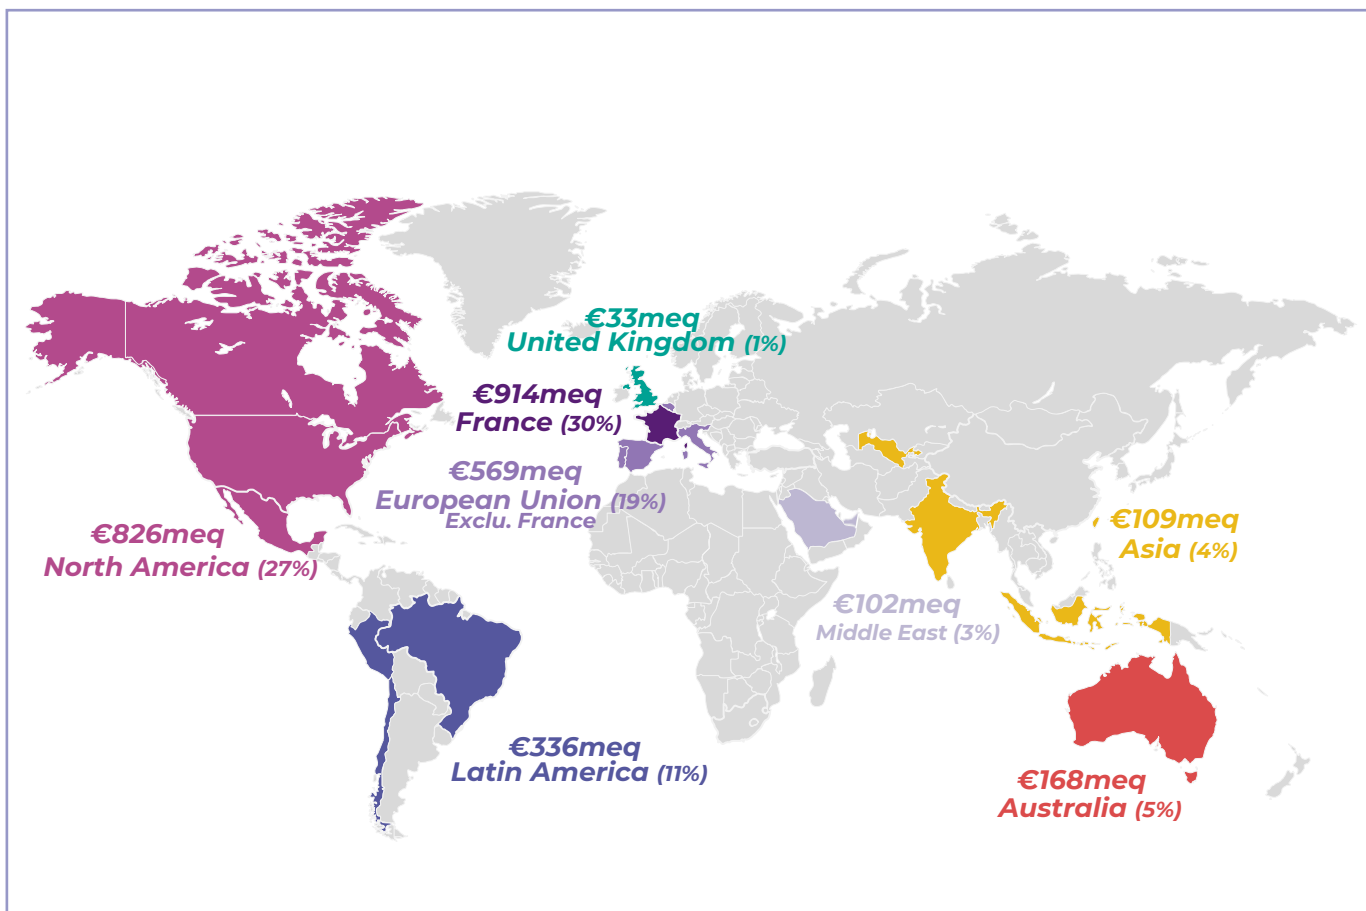 €33meq
United Kingdom (1%)
€914meq
France (30%)
€569meq
European Union (19%)
Exclu. France
€826meq
North America (27%)
€109meq
Asia (4%)
€102meq
Middle East (3%)
€336meq
Latin America (11%)
€168meq
Australia (5%)